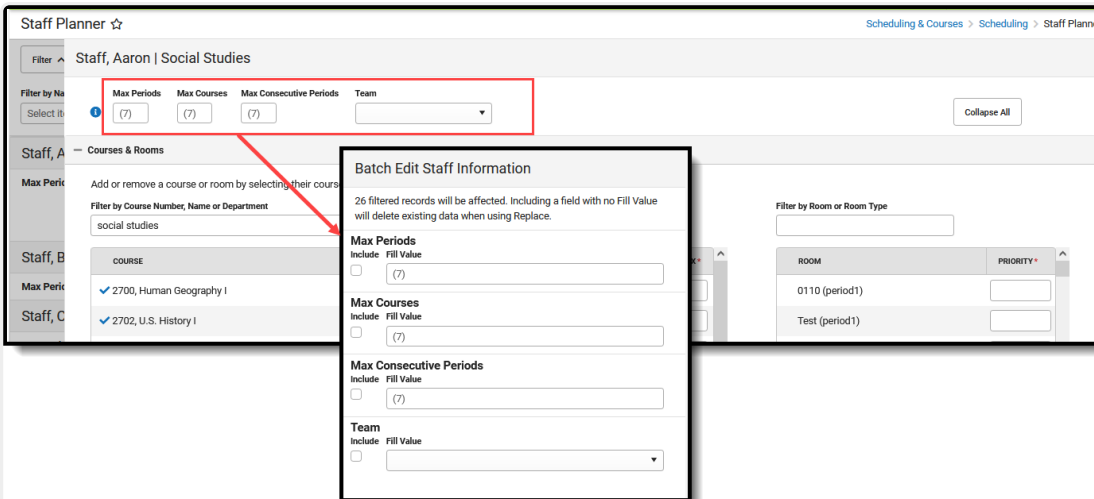 Staff Planner
Scheduling & Courses > Scheduling > Staff Planne
Filter
Staff, Aaron | Social Studies
Filter by Na
Select it
Max Periods Max Courses Max Consecutive Periods Team
(7) (7) (7)
Collapse All
Staff, A
Courses & Rooms
Max Peri
Add or remove a course or room by selecting their cours
Filter by Course Number, Name or Department
social studies
Filter by Room or Room Type
Staff, B
COURSE
X*
ROOM
PRIORITY*
Max Peri
2700, Human Geography I
0110 (period1)
Staff, C
2702, U.S. History I
Test (period1)
Batch Edit Staff Information
26 filtered records will be affected. Including a field with no Fill Value
will delete existing data when using Replace.
Max Periods
Include Fill Value
(7)
Max Courses
Include Fill Value
(7)
Max Consecutive Periods
Include Fill Value
(7)
Team
Include Fill Value